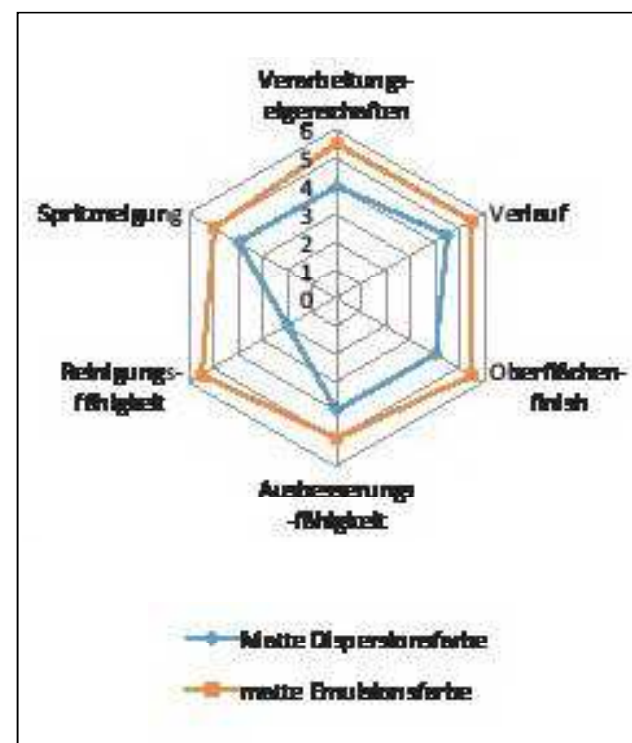 Verarbeitungs-
eigenschaften
6
5
4
3
2
1
0
Spritzneigung
Verlauf
Reinigungs-
fähigkeit
Oberflächen-
finish
Ausbesserungs
-fähigkeit
Matte Dispersionsfarbe
matte Emulsionsfarbe